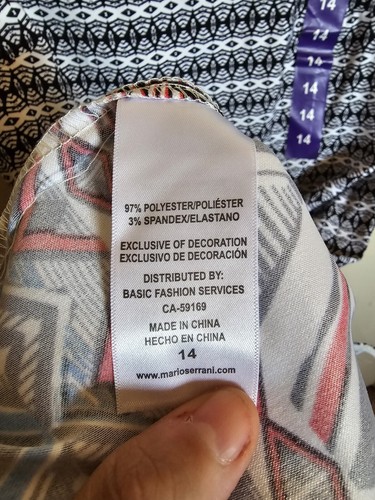 14
14
14
14
14
97% POLYESTER/POLIÉSTER
3% SPANDEX/ELASTANO
EXCLUSIVE OF DECORATION
EXCLUSIVO DE DECORACIÓN
DISTRIBUTED BY:
BASIC FASHION SERVICES
CA-59169
MADE IN CHINA
HECHO EN CHINA
14
www.marioserrani.com